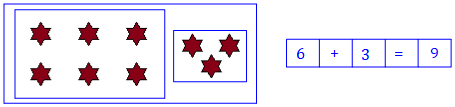 6 + 3 = 9